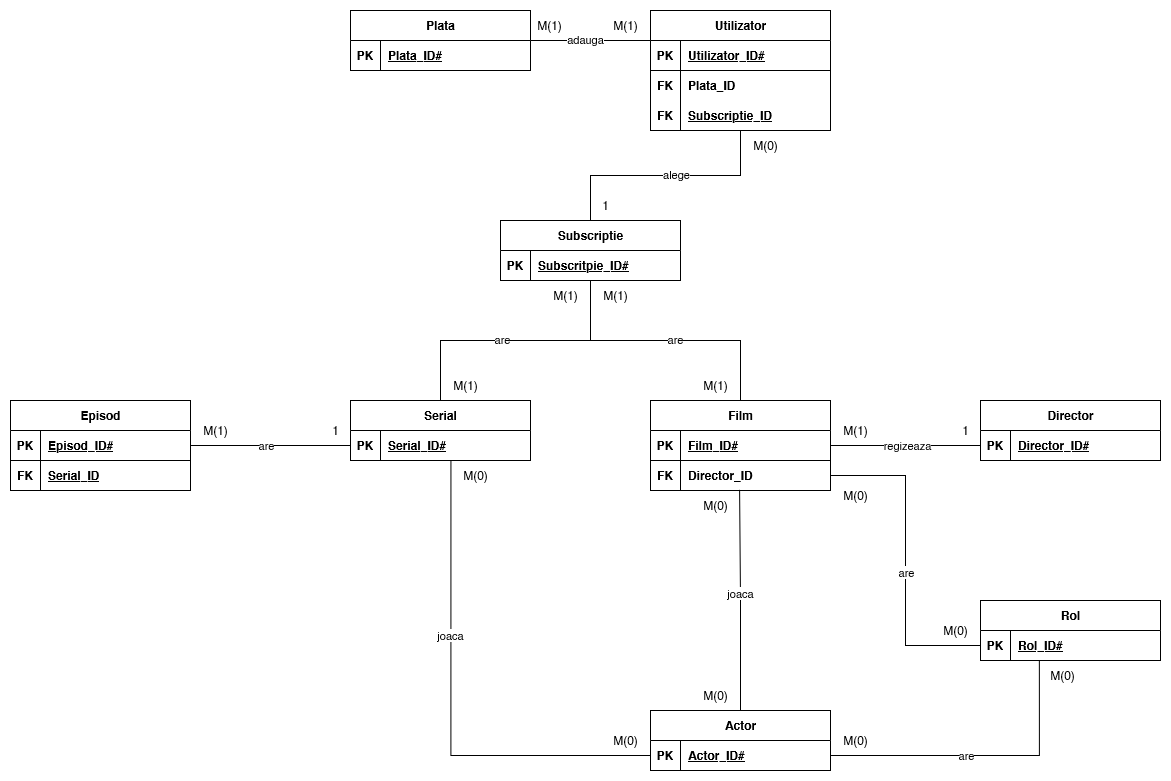 Plata
PK Plata_ID#
M(1) M(1)
adauga
Utilizator
PK Utilizator_ID#
FK Plata_ID
FK Subscriptie_ID
M(0)
alege
1
Subscriptie
PK Subscritpie_ID#
M(1) M(1)
are are
M(1) M(1)
Episod
PK Episod_ID#
FK Serial_ID
M(1) 1
are
Serial
PK Serial_ID#
M(0)
Film
PK Film_ID#
FK Director_ID
M(1) 1
regizeaza
Director
PK Director_ID#
M(0) M(0)
are
joaca
joaca
M(0)
Rol
PK Rol_ID#
M(0)
M(0)
M(0)
Actor
PK Actor_ID#
M(0)
are